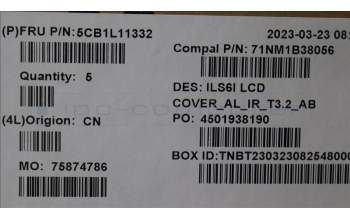 (P)FRU P/N:5CB1L11332
2023-03-23 08:
Compal P/N: 71NM1B38056
Quantity: 5
DES: ILS6I LCD
COVER_AL_IR_T3.2_AB
(4L)Origion: CN
PO: 4501938190
MO: 75874786
BOX ID:TNBT230323082548000